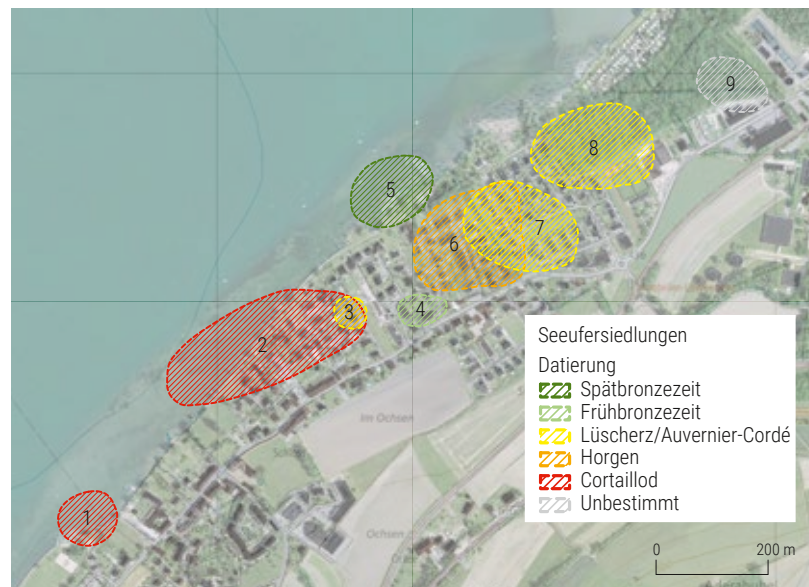 9
8
5
7
6
3
4
2
Im Ochsen
1
Seeufersiedlungen
Datierung
Spätbronzezeit
Frühbronzezeit
Lüscherz/Auvernier-Cordé
Horgen
Cortaillod
Unbestimmt
0 200 m